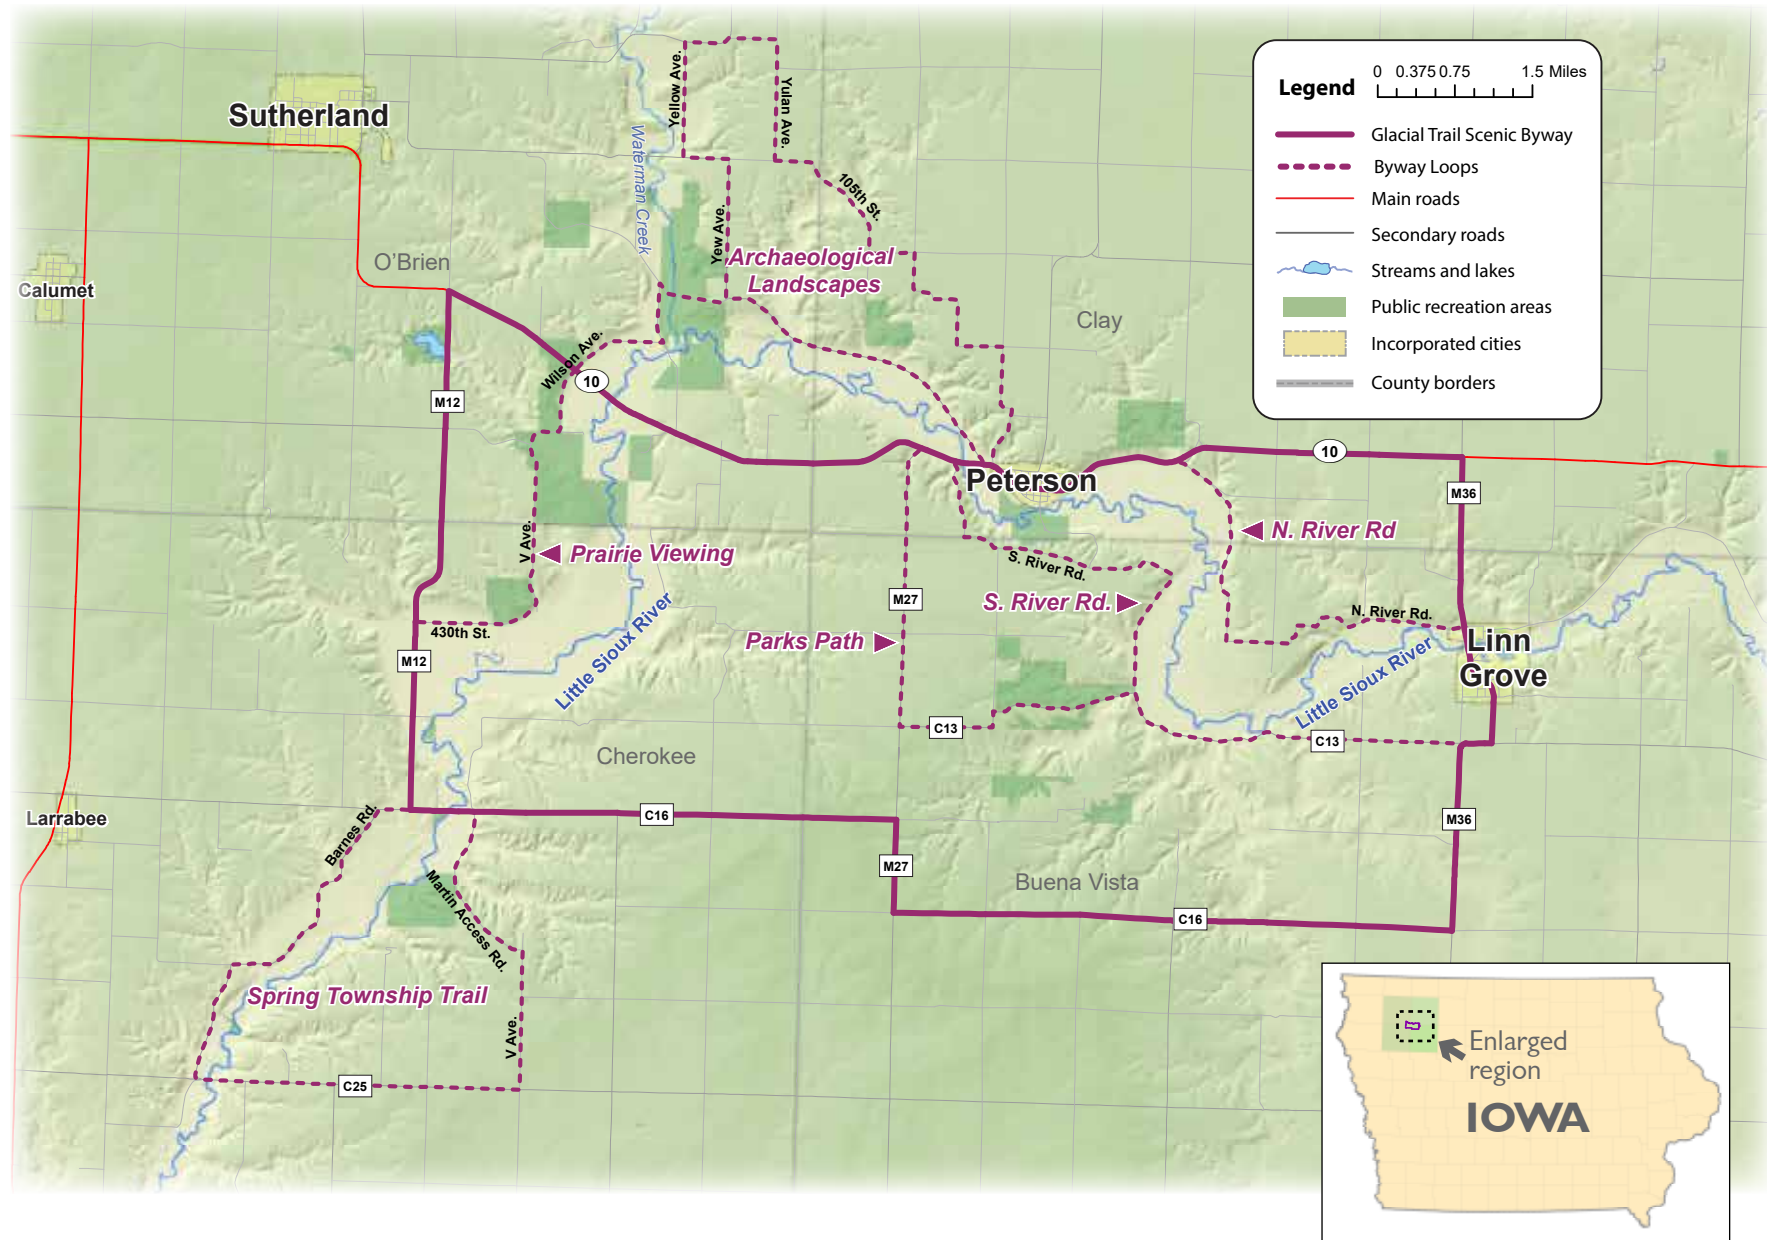 Legend
0 0.375 0.75 1.5 Miles
Glacial Trail Scenic Byway
Byway Loops
Main roads
Secondary roads
Streams and lakes
Public recreation areas
Incorporated cities
County borders
Sutherland
Calumet
Larrabee
O'Brien
Clay
Cherokee
Buena Vista
Yellow Ave.
Yulan Ave.
Waterman Creek
105th St.
Yew Ave.
Archaeological
Landscapes
Wilson Ave.
10
M12
Peterson
10
M36
V Ave.
Prairie Viewing
N. River Rd
S. River Rd.
M27
S. River Rd.
N. River Rd.
430th St.
Parks Path
Linn
Grove
M12
Little Sioux River
Little Sioux River
C13
C13
Barnes Rd.
C16
M36
M27
Martin Access Rd.
C16
Spring Township Trail
V Ave.
C25
Enlarged
region
IOWA